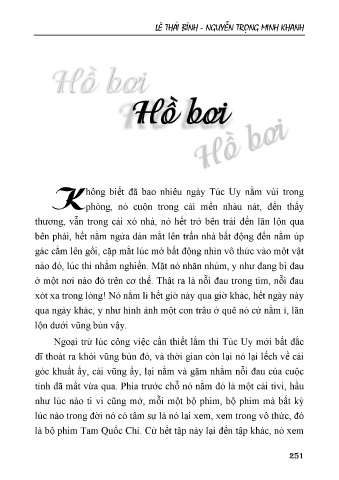 LÊ THÁI BÌNH - NGUYỄN TRỌNG MINH KHANH
Hồ bơi
Hồ bơi
Hồ bơi
Không biết đã bao nhiêu ngày Túc Uy nằm vùi trong
phòng, nó cuộn trong cái mền nhàu nát, đến thấy
thương, vẫn trong cái xó nhà, nó hết trở bên trái đến lăn lộn qua
bên phải, hết nằm ngửa dán mắt lên trần nhà bất động đến nằm úp
gác cằm lên gối, cặp mắt lúc mở bất động nhìn vô thức vào một vật
nào đó, lúc thì nhắm nghiền. Mặt nó nhăn nhúm, y như đang bị đau
ở một nơi nào đó trên cơ thể. Thật ra là nỗi đau trong tim, nỗi đau
xót xa trong lòng! Nó nằm lì hết giờ này qua giờ khác, hết ngày này
qua ngày khác, y như hình ảnh một con trâu ở quê nó cứ nằm ì, lăn
lộn dưới vũng bùn vậy.
Ngoại trừ lúc công việc cần thiết lắm thì Túc Uy mới bất đắc
dĩ thoát ra khỏi vũng bùn đó, và thời gian còn lại nó lại lếch về cái
góc khuất ấy, cái vũng ấy, lại nằm và gặm nhắm nỗi đau của cuộc
tình đã mất vừa qua. Phía trước chỗ nó nằm đó là một cái tivi, hầu
như lúc nào ti vi cũng mở, mỗi một bộ phim, bộ phim mà bất kỳ
lúc nào trong đời nó có tâm sự là nó lại xem, xem trong vô thức, đó
là bộ phim Tam Quốc Chí. Cứ hết tập này lại đến tập khác, nó xem
251